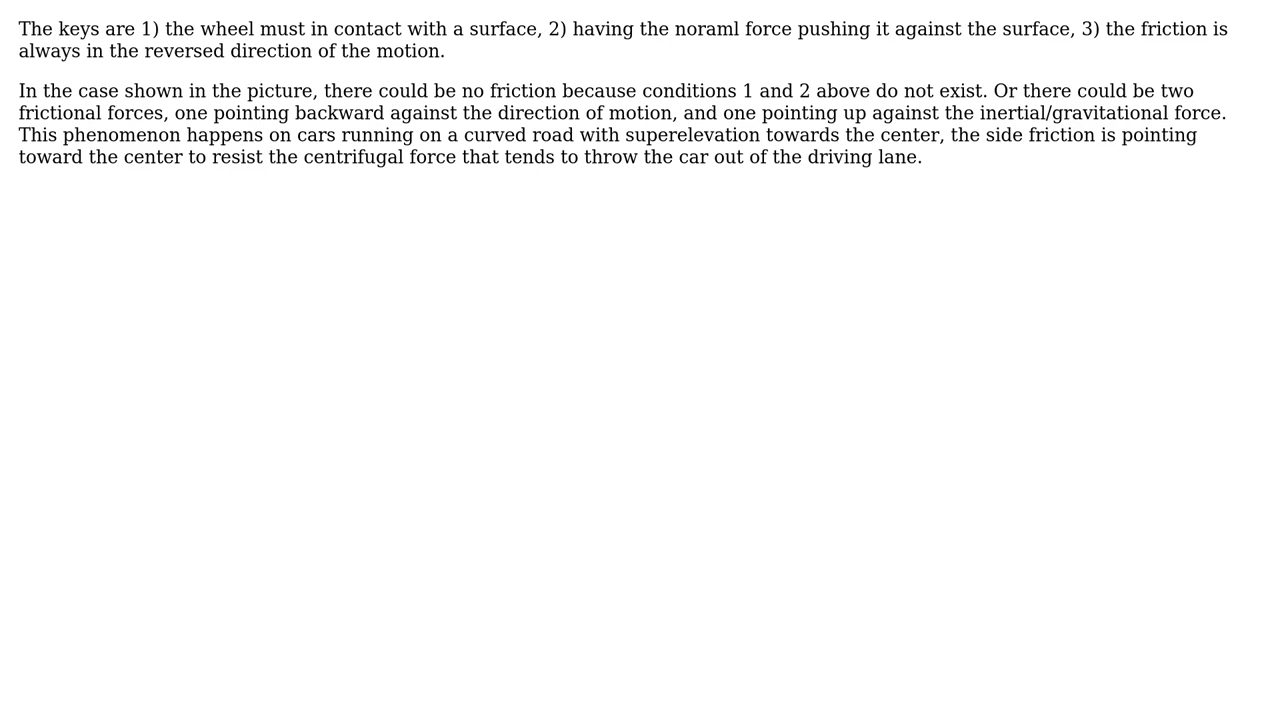 The keys are 1) the wheel must in contact with a surface, 2) having the noraml force pushing it against the surface, 3) the friction is
always in the reversed direction of the motion.
In the case shown in the picture, there could be no friction because conditions 1 and 2 above do not exist. Or there could be two
frictional forces, one pointing backward against the direction of motion, and one pointing up against the inertial/gravitational force.
This phenomenon happens on cars running on a curved road with superelevation towards the center, the side friction is pointing
toward the center to resist the centrifugal force that tends to throw the car out of the driving lane.